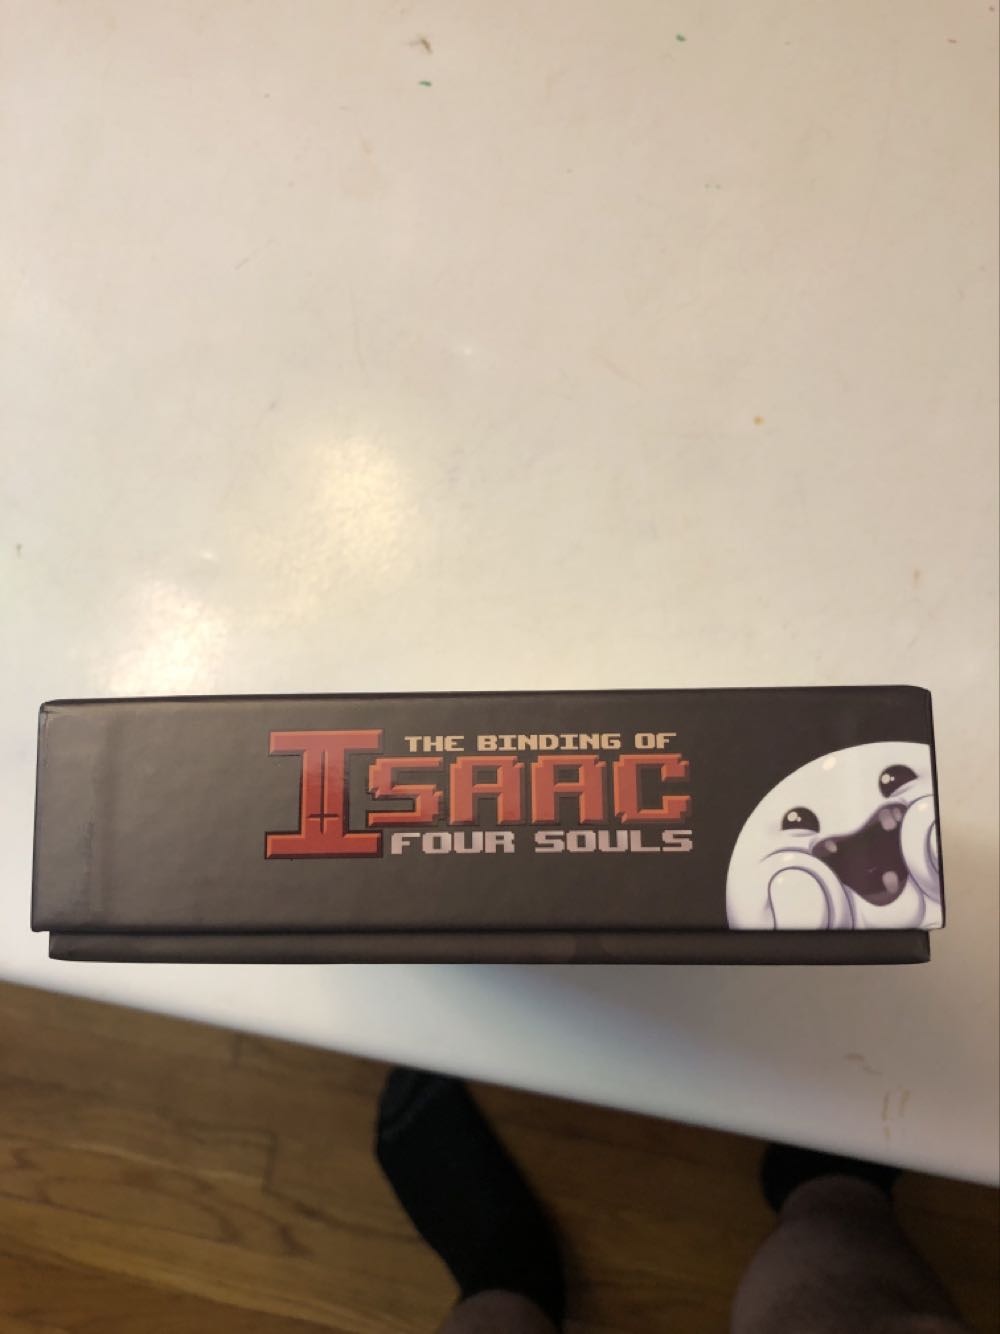 THE BINDING OF
ISAAC
FOUR SOULS